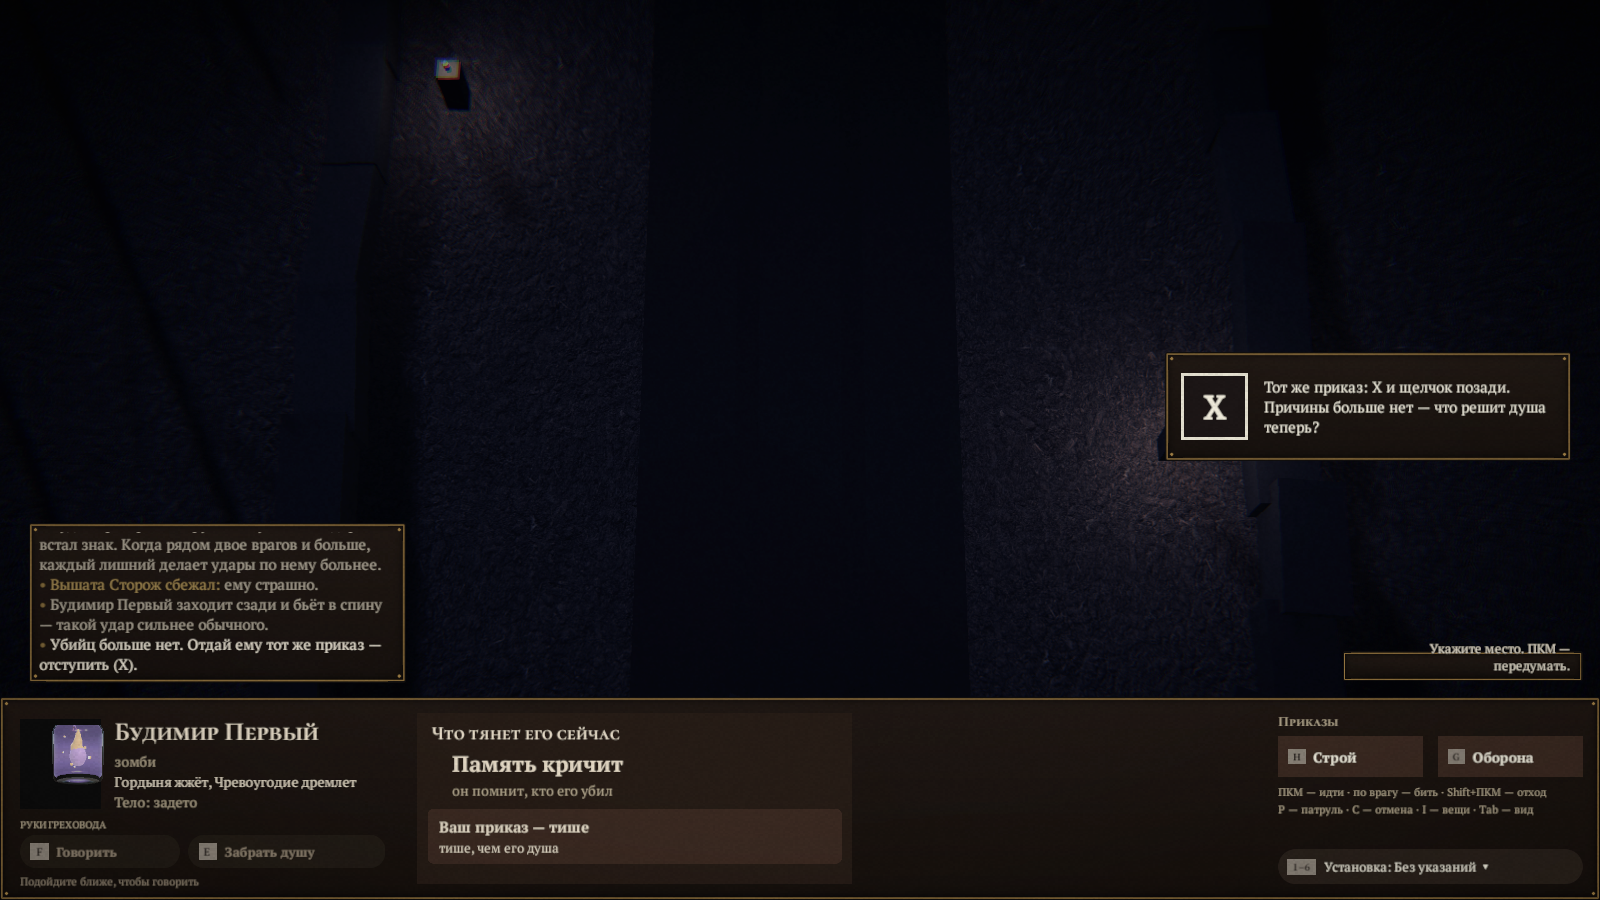 X
Тот же приказ: X и щелчок позади.
Причины больше нет — что решит душа
теперь?
встал знак. Когда рядом двое врагов и больше,
каждый лишний делает удары по нему больнее.
• Вышата Сторож сбежал: ему страшно.
• Будимир Первый заходит сзади и бьёт в спину
— такой удар сильнее обычного.
• Убийц больше нет. Отдай ему тот же приказ —
отступить (X).
Укажите место. ПКМ —
передумать.
Будимир Первый
зомби
Гордыня жжёт, Чревоугодие дремлет
Тело: задето
РУКИ ГРЕХОВОДА
F Говорить
E Забрать душу
Подойдите ближе, чтобы говорить
Что тянет его сейчас
Память кричит
он помнит, кто его убил
Ваш приказ — тише
тише, чем его душа
Приказы
H Строй
G Оборона
ПКМ — идти · по врагу — бить · Shift+ПКМ — отход
P — патруль · C — отмена · I — вещи · Tab — вид
1–6 Установка: Без указаний ▾